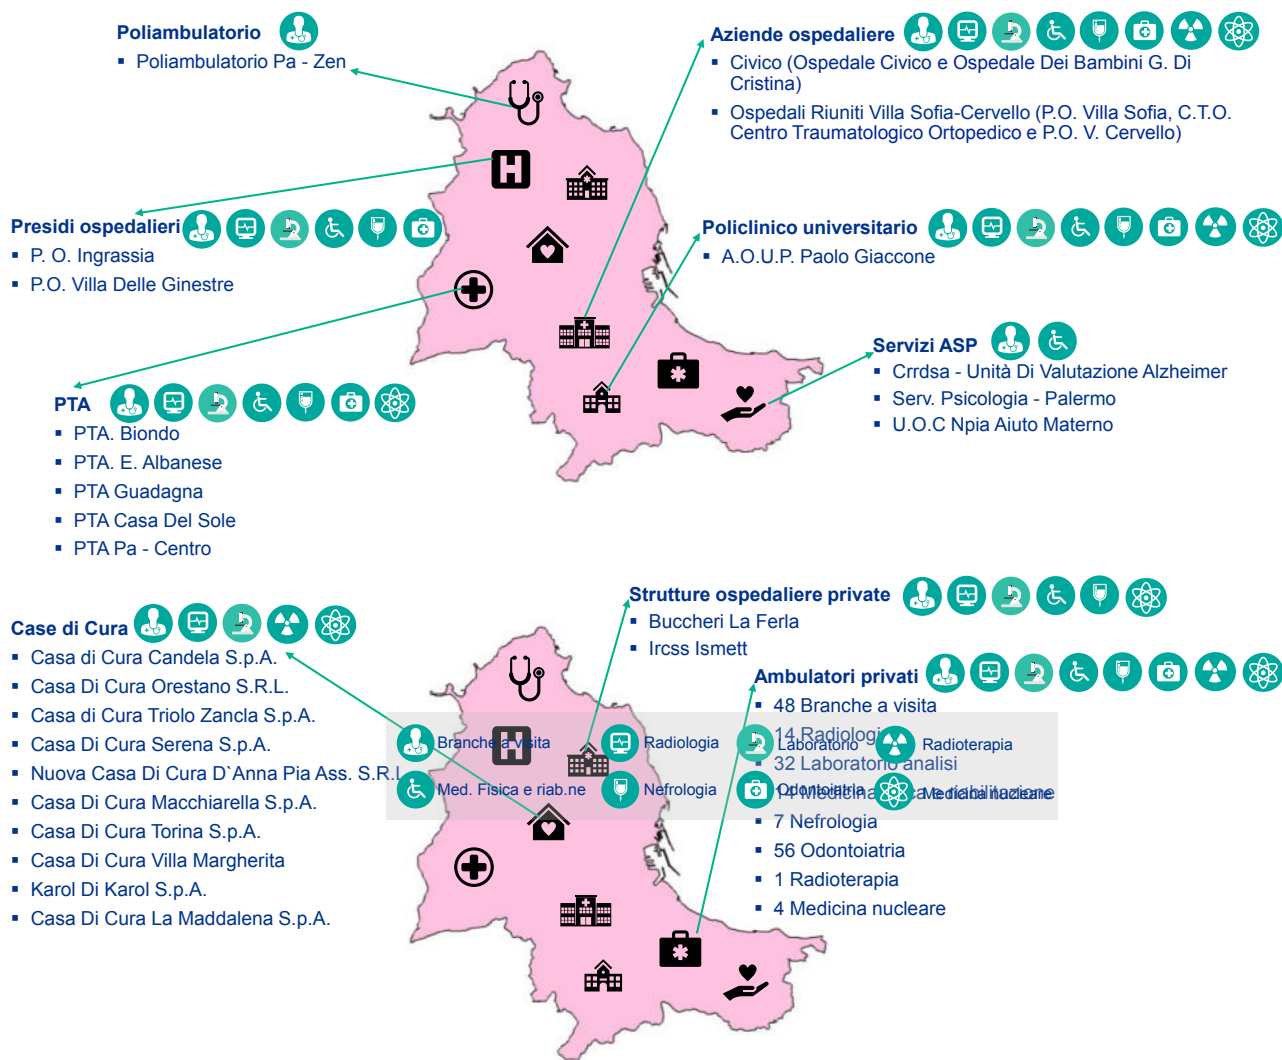 Poliambulatorio
▪ Poliambulatorio Pa - Zen
Aziende ospedaliere
▪ Civico (Ospedale Civico e Ospedale Dei Bambini G. Di
Cristina)
▪ Ospedali Riuniti Villa Sofia-Cervello (P.O. Villa Sofia, C.T.O.
Centro Traumatologico Ortopedico e P.O. V. Cervello)
Presidi ospedalieri
▪ P. O. Ingrassia
▪ P.O. Villa Delle Ginestre
Policlinico universitario
▪ A.O.U.P. Paolo Giaccone
Servizi ASP
▪ Crrdsa - Unità Di Valutazione Alzheimer
▪ Serv. Psicologia - Palermo
▪ U.O.C Npia Aiuto Materno
PTA
▪ PTA. Biondo
▪ PTA. E. Albanese
▪ PTA Guadagna
▪ PTA Casa Del Sole
▪ PTA Pa - Centro
Case di Cura
▪ Casa di Cura Candela S.p.A.
▪ Casa Di Cura Orestano S.R.L.
▪ Casa di Cura Triolo Zancla S.p.A.
▪ Casa Di Cura Serena S.p.A.
▪ Nuova Casa Di Cura D`Anna Pia Ass. S.R.L
▪ Casa Di Cura Macchiarella S.p.A.
▪ Casa Di Cura Torina S.p.A.
▪ Casa Di Cura Villa Margherita
▪ Karol Di Karol S.p.A.
▪ Casa Di Cura La Maddalena S.p.A.
Strutture ospedaliere private
▪ Buccheri La Ferla
▪ Ircss Ismett
Ambulatori privati
▪ 48 Branche a visita
▪ 14 Radiologi
▪ 32 Laboratorio analisi
▪ 14 Medicina riabilitazione
▪ 7 Nefrologia
▪ 56 Odontoiatria
▪ 1 Radioterapia
▪ 4 Medicina nucleare
Branche a visita
Radiologia
Laboratorio
Radioterapia
Med. Fisica e riab.ne
Nefrologia
Odontoiatria
Medicina nucleare